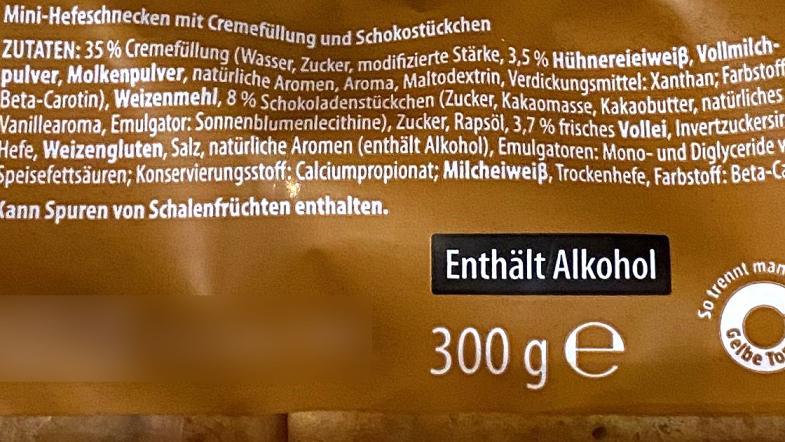 Mini-Hefeschnecken mit Cremefüllung und Schokostückchen
ZUTATEN: 35 % Cremefüllung (Wasser, Zucker, modifizierte Stärke, 3,5 % Hühnereieiweiß, Vollmilch-
pulver, Molkenpulver, natürliche Aromen, Aroma, Maltodextrin, Verdickungsmittel: Xanthan; Farbstoff
Beta-Carotin), Weizenmehl, 8 % Schokoladenstückchen (Zucker, Kakaomasse, Kakaobutter, natürliches
Vanillearoma, Emulgator: Sonnenblumenlecithine), Zucker, Rapsöl, 3,7 % frisches Vollei, Invertzuckersir
Hefe, Weizengluten, Salz, natürliche Aromen (enthält Alkohol), Emulgatoren: Mono- und Diglyceride v
Speisefettsäuren; Konservierungsstoff: Calciumpropionat; Milcheiweiß, Trockenhefe, Farbstoff: Beta-Ca
Kann Spuren von Schalenfrüchten enthalten.
Enthält Alkohol
300 g e
So trennt man
Gelbe To